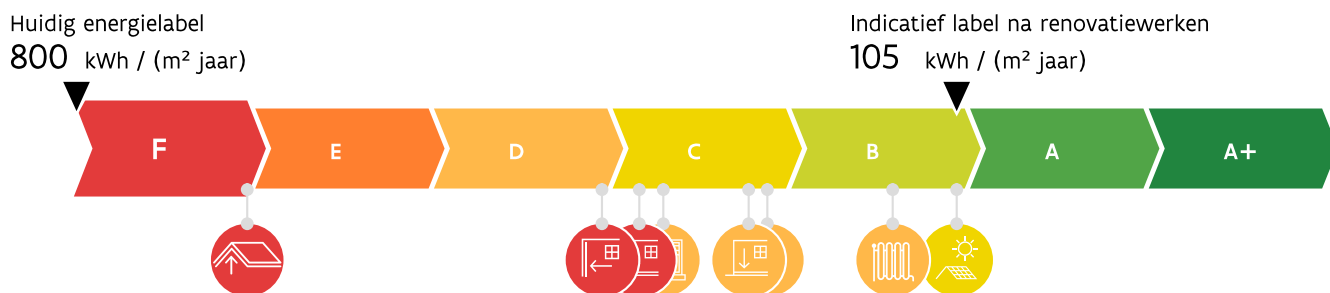 Huidig energielabel
800 kWh / (m² jaar)
Indicatief label na renovatiewerken
105 kWh / (m² jaar)
F E D C B A A+